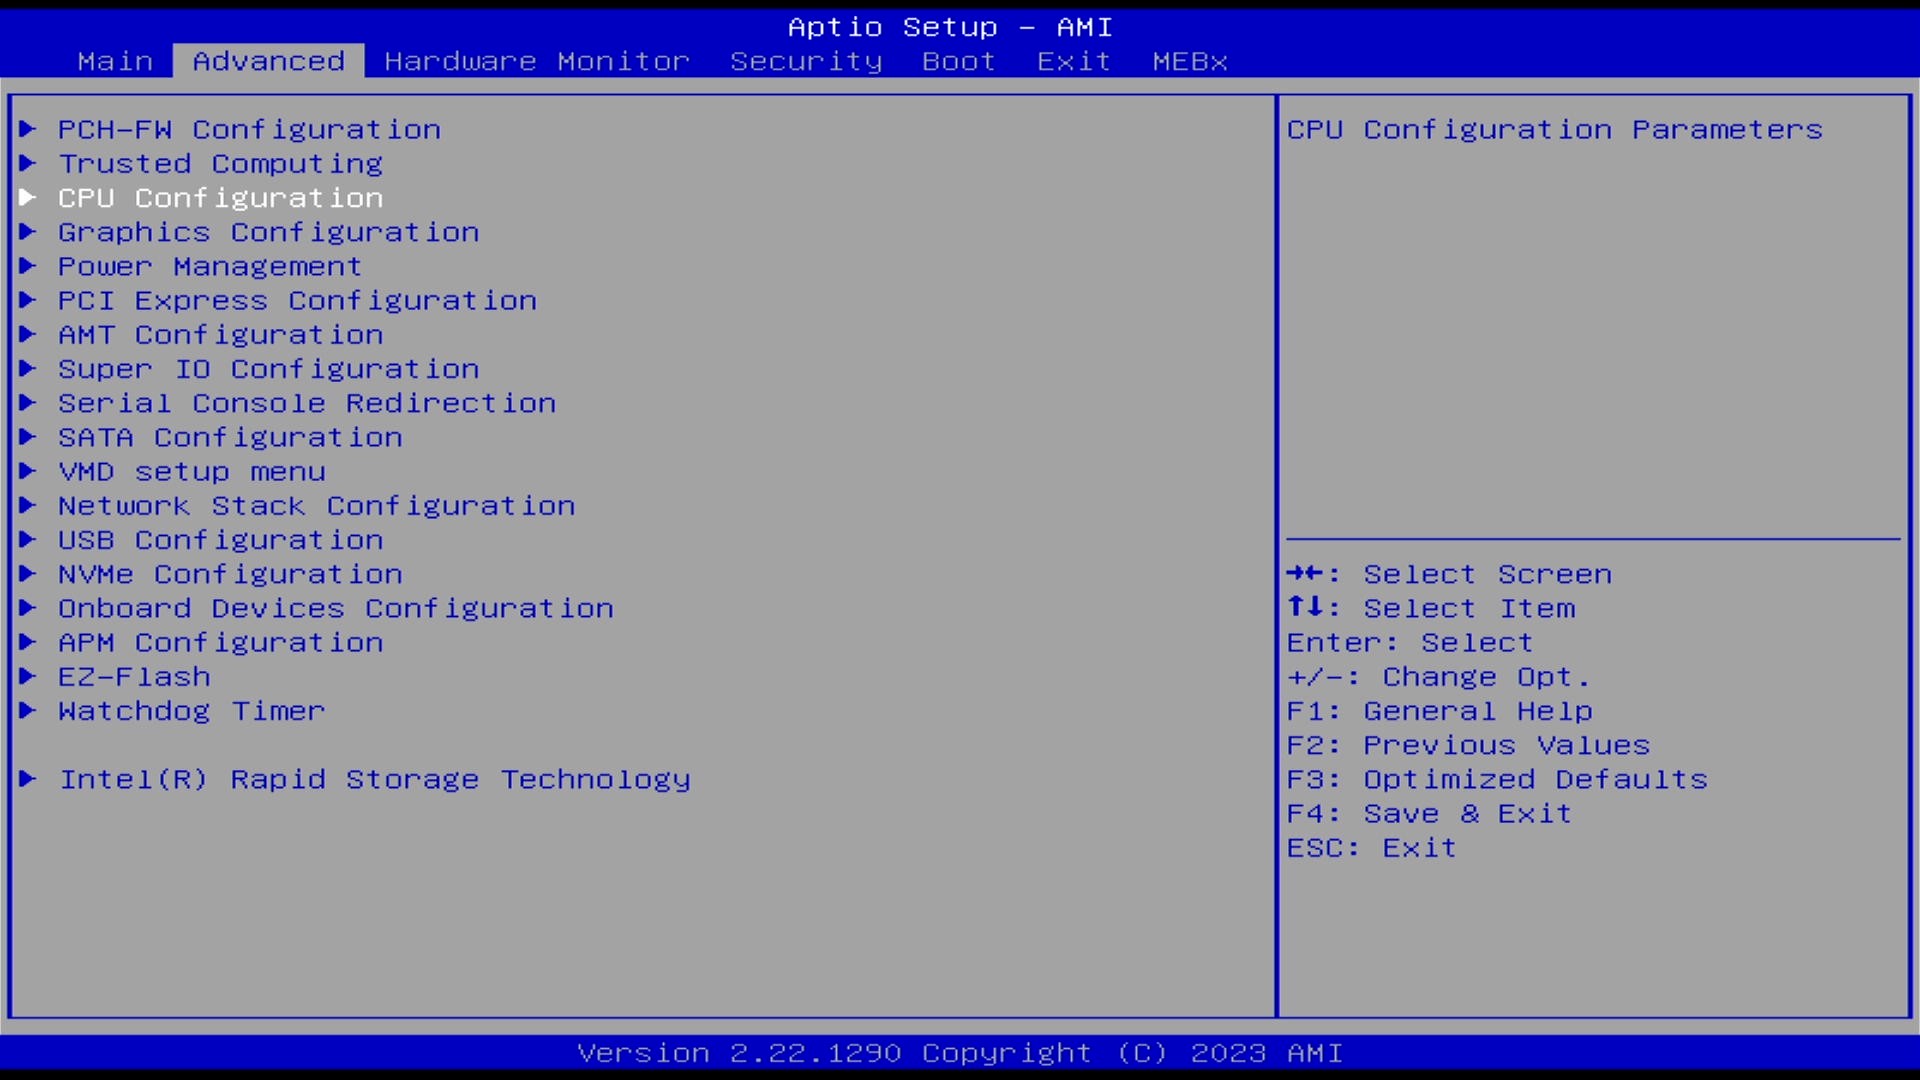 Aptio Setup – AMI
Main Advanced Hardware Monitor Security Boot Exit MEBx
▶ PCH-FW Configuration
▶ Trusted Computing
▶ CPU Configuration
▶ Graphics Configuration
▶ Power Management
▶ PCI Express Configuration
▶ AMT Configuration
▶ Super IO Configuration
▶ Serial Console Redirection
▶ SATA Configuration
▶ VMD setup menu
▶ Network Stack Configuration
▶ USB Configuration
▶ NVMe Configuration
▶ Onboard Devices Configuration
▶ APM Configuration
▶ EZ-Flash
▶ Watchdog Timer
▶ Intel(R) Rapid Storage Technology
CPU Configuration Parameters
→←: Select Screen
↑↓: Select Item
Enter: Select
+/-: Change Opt.
F1: General Help
F2: Previous Values
F3: Optimized Defaults
F4: Save & Exit
ESC: Exit
Version 2.22.1290 Copyright (C) 2023 AMI